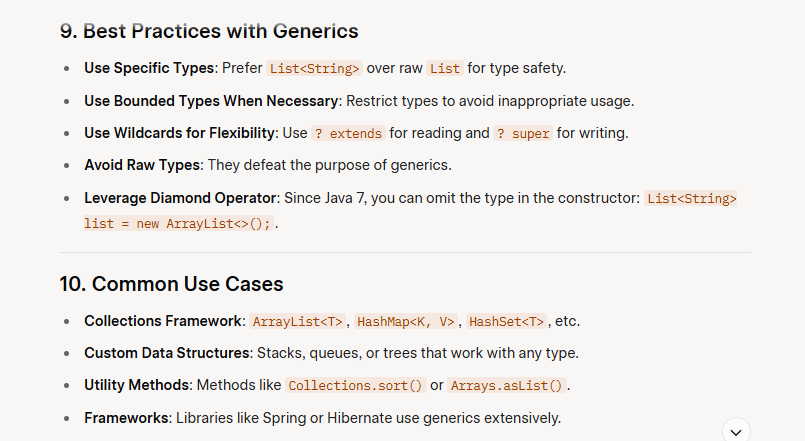 9. Best Practices with Generics
Use Specific Types: Prefer List<String> over raw List for type safety.
Use Bounded Types When Necessary: Restrict types to avoid inappropriate usage.
Use Wildcards for Flexibility: Use ? extends for reading and ? super for writing.
Avoid Raw Types: They defeat the purpose of generics.
Leverage Diamond Operator: Since Java 7, you can omit the type in the constructor: List<String>
list = new ArrayList<>();.
10. Common Use Cases
Collections Framework: ArrayList<T>, HashMap<K, V>, HashSet<T>, etc.
Custom Data Structures: Stacks, queues, or trees that work with any type.
Utility Methods: Methods like Collections.sort() or Arrays.asList().
Frameworks: Libraries like Spring or Hibernate use generics extensively.